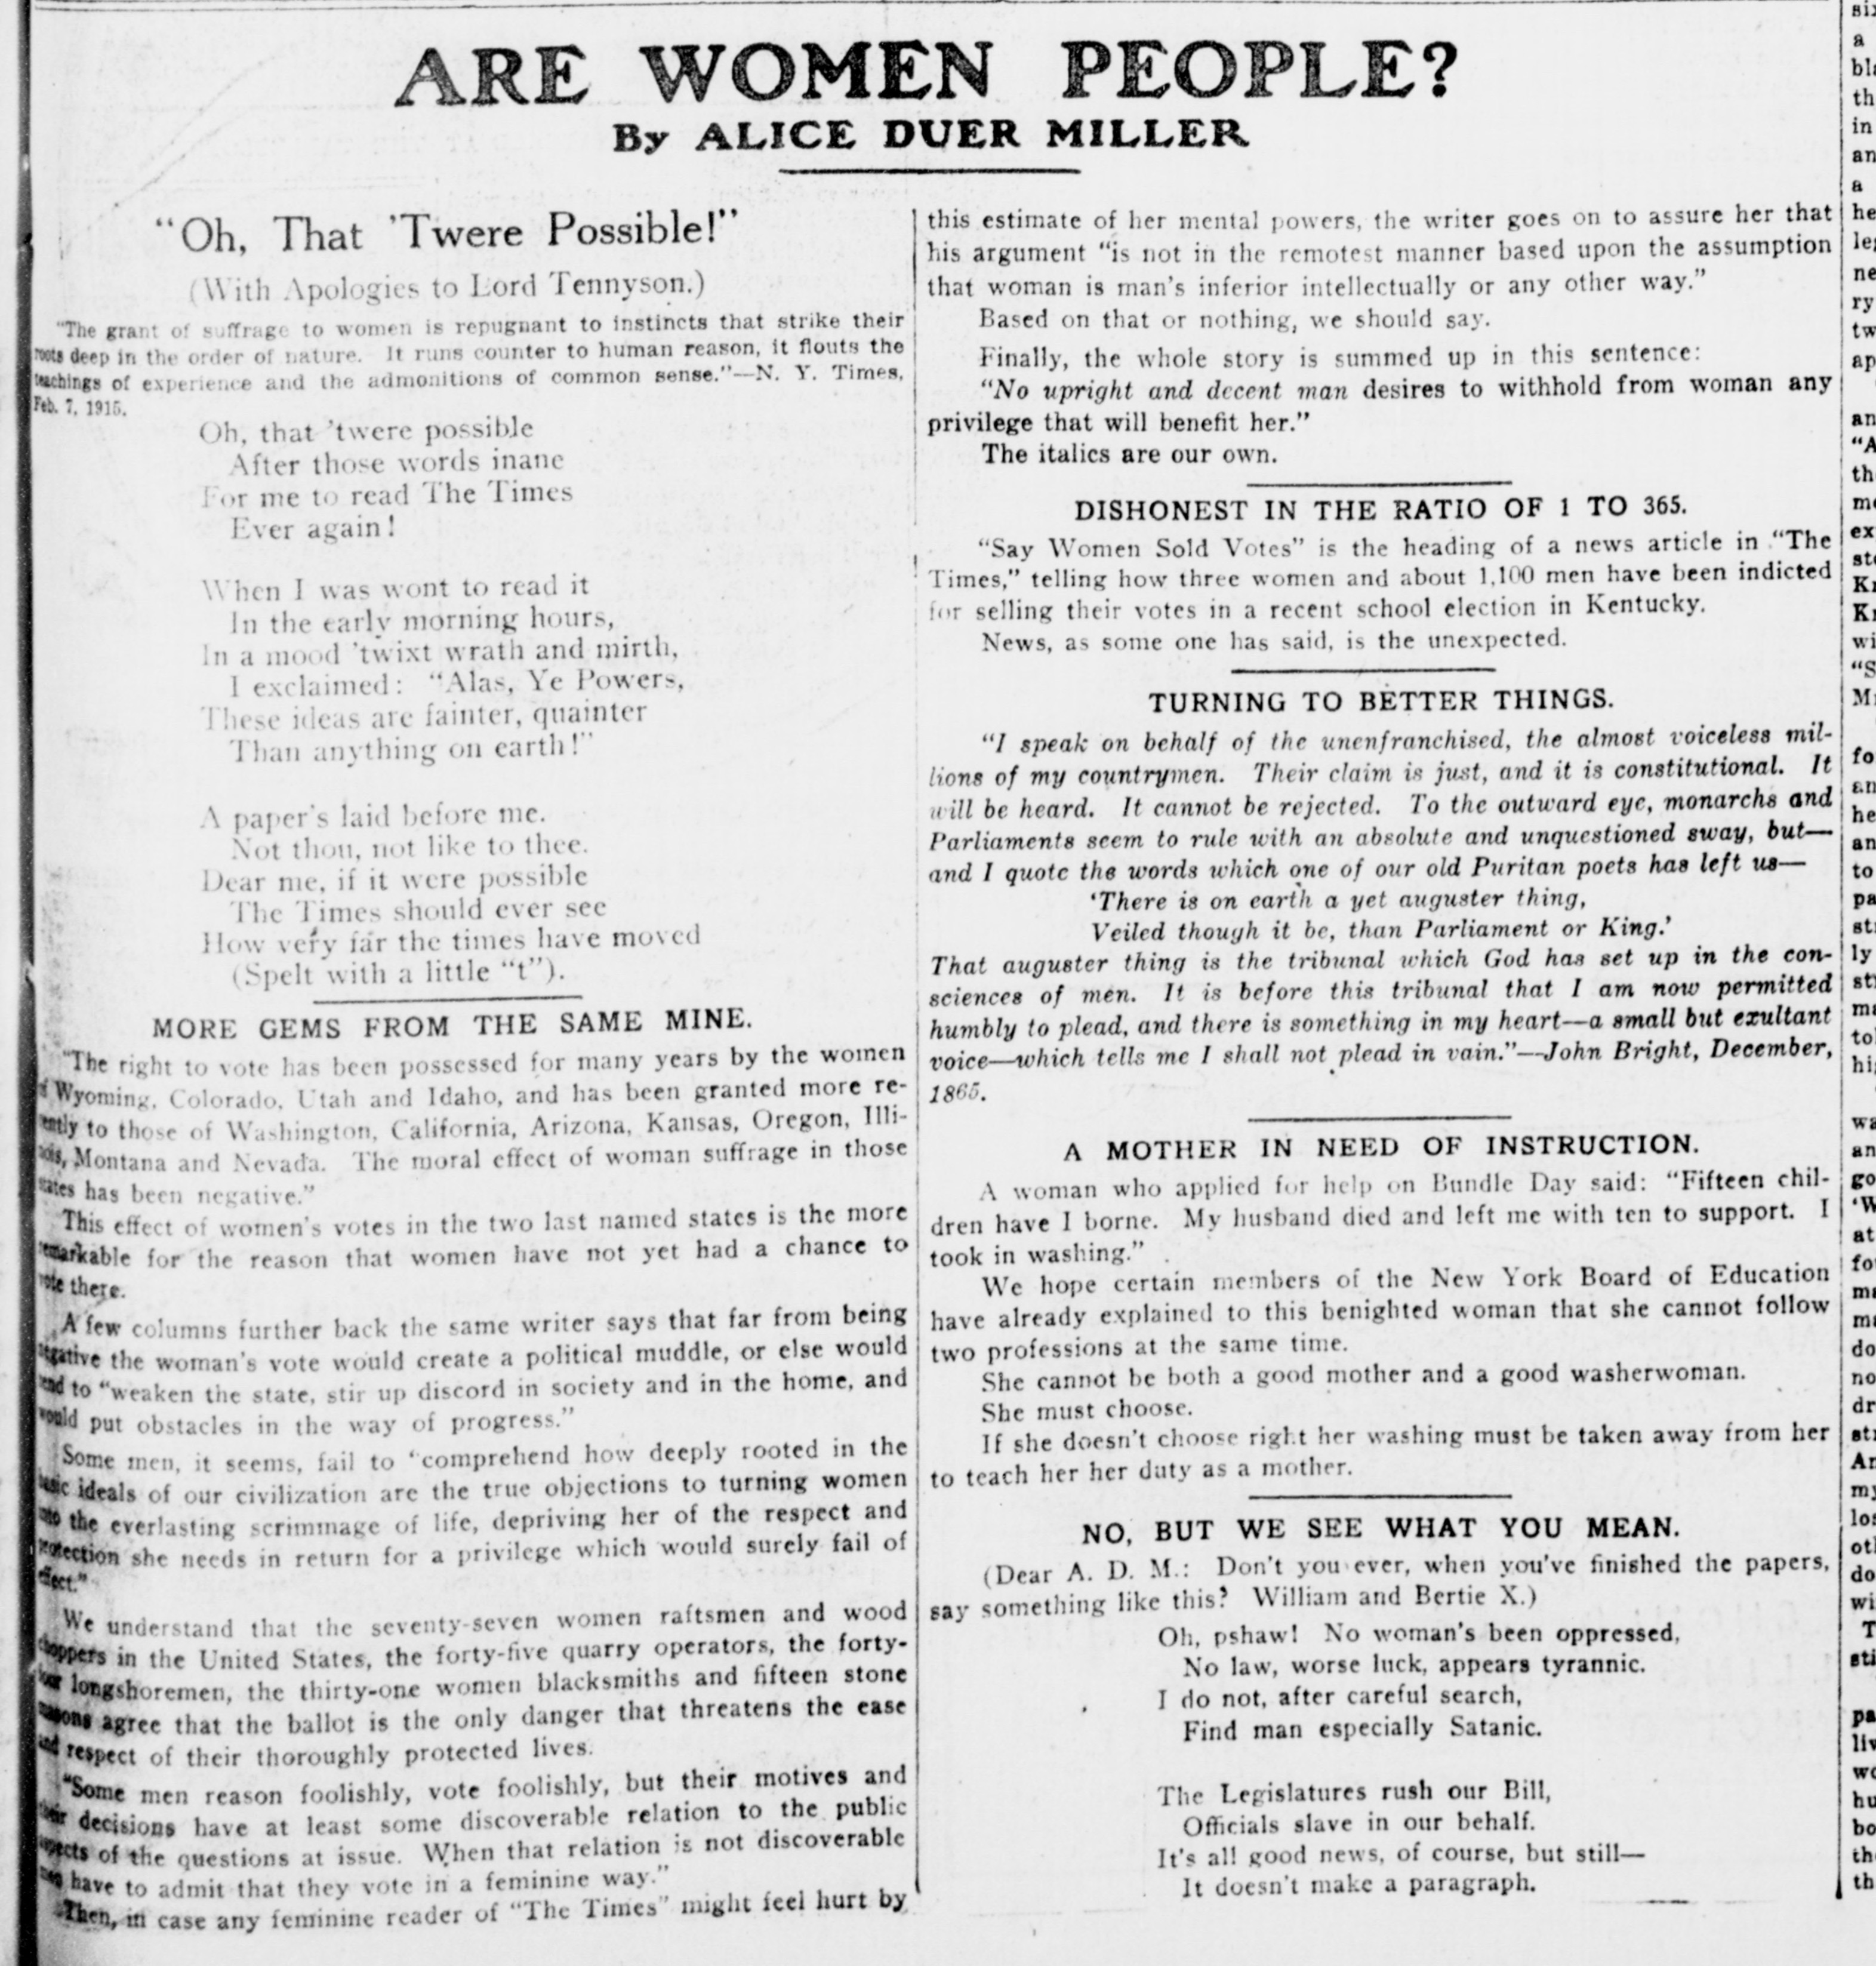 ARE WOMEN PEOPLE?
By ALICE DUER MILLER
"Oh, That 'Twere Possible!"
(With Apologies to Lord Tennyson.)
"The grant of suffrage to women is repugnant to instincts that strike their
roots deep in the order of nature. It runs counter to human reason, it flouts the
teachings of experience and the admonitions of common sense."—N. Y. Times,
Feb. 7, 1915.
Oh, that 'twere possible
After those words inane
For me to read The Times
Ever again!
When I was wont to read it
In the early morning hours,
In a mood 'twixt wrath and mirth,
I exclaimed: "Alas, Ye Powers,
These ideas are fainter, quainter
Than anything on earth!"
A paper's laid before me.
Not thou, not like to thee.
Dear me, if it were possible
The Times should ever see
How very far the times have moved
(Spelt with a little "t").
MORE GEMS FROM THE SAME MINE.
"The right to vote has been possessed for many years by the women
of Wyoming, Colorado, Utah and Idaho, and has been granted more re-
cently to those of Washington, California, Arizona, Kansas, Oregon, Illi-
nois, Montana and Nevada. The moral effect of woman suffrage in those
states has been negative."
This effect of women's votes in the two last named states is the more
remarkable for the reason that women have not yet had a chance to
vote there.
A few columns further back the same writer says that far from being
negative the woman's vote would create a political muddle, or else would
tend to "weaken the state, stir up discord in society and in the home, and
would put obstacles in the way of progress."
Some men, it seems, fail to "comprehend how deeply rooted in the
basic ideals of our civilization are the true objections to turning women
into the everlasting scrimmage of life, depriving her of the respect and
protection she needs in return for a privilege which would surely fail of
effect."
We understand that the seventy-seven women raftsmen and wood
choppers in the United States, the forty-five quarry operators, the forty-
four longshoremen, the thirty-one women blacksmiths and fifteen stone
masons agree that the ballot is the only danger that threatens the ease
and respect of their thoroughly protected lives.
"Some men reason foolishly, vote foolishly, but their motives and
their decisions have at least some discoverable relation to the public
aspects of the questions at issue. When that relation is not discoverable
men have to admit that they vote in a feminine way."
Then, in case any feminine reader of "The Times" might feel hurt by
this estimate of her mental powers, the writer goes on to assure her that
his argument "is not in the remotest manner based upon the assumption
that woman is man's inferior intellectually or any other way."
Based on that or nothing, we should say.
Finally, the whole story is summed up in this sentence:
"No upright and decent man desires to withhold from woman any
privilege that will benefit her."
The italics are our own.
DISHONEST IN THE RATIO OF 1 TO 365.
"Say Women Sold Votes" is the heading of a news article in "The
Times," telling how three women and about 1,100 men have been indicted
for selling their votes in a recent school election in Kentucky.
News, as some one has said, is the unexpected.
TURNING TO BETTER THINGS.
"I speak on behalf of the unenfranchised, the almost voiceless mil-
lions of my countrymen. Their claim is just, and it is constitutional. It
will be heard. It cannot be rejected. To the outward eye, monarchs and
Parliaments seem to rule with an absolute and unquestioned sway, but—
and I quote the words which one of our old Puritan poets has left us—
'There is on earth a yet auguster thing,
Veiled though it be, than Parliament or King.'
That auguster thing is the tribunal which God has set up in the con-
sciences of men. It is before this tribunal that I am now permitted
humbly to plead, and there is something in my heart—a small but exultant
voice—which tells me I shall not plead in vain."—John Bright, December,
1865.
A MOTHER IN NEED OF INSTRUCTION.
A woman who applied for help on Bundle Day said: "Fifteen chil-
dren have I borne. My husband died and left me with ten to support. I
took in washing."
We hope certain members of the New York Board of Education
have already explained to this benighted woman that she cannot follow
two professions at the same time.
She cannot be both a good mother and a good washerwoman.
She must choose.
If she doesn't choose right her washing must be taken away from her
to teach her her duty as a mother.
NO, BUT WE SEE WHAT YOU MEAN.
(Dear A. D. M.: Don't you ever, when you've finished the papers,
say something like this? William and Bertie X.)
Oh, pshaw! No woman's been oppressed,
No law, worse luck, appears tyrannic.
I do not, after careful search,
Find man especially Satanic.
The Legislatures rush our Bill,
Officials slave in our behalf.
It's all good news, of course, but still—
It doesn't make a paragraph.